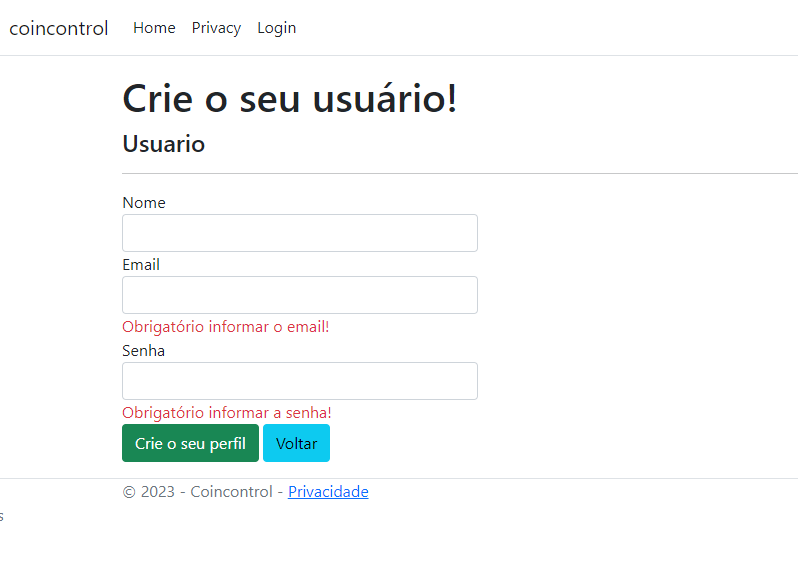 coincontrol Home Privacy Login
Crie o seu usuário!
Usuario
Nome
Email
Obrigatório informar o email!
Senha
Obrigatório informar a senha!
Crie o seu perfil Voltar
© 2023 - Coincontrol - Privacidade
s